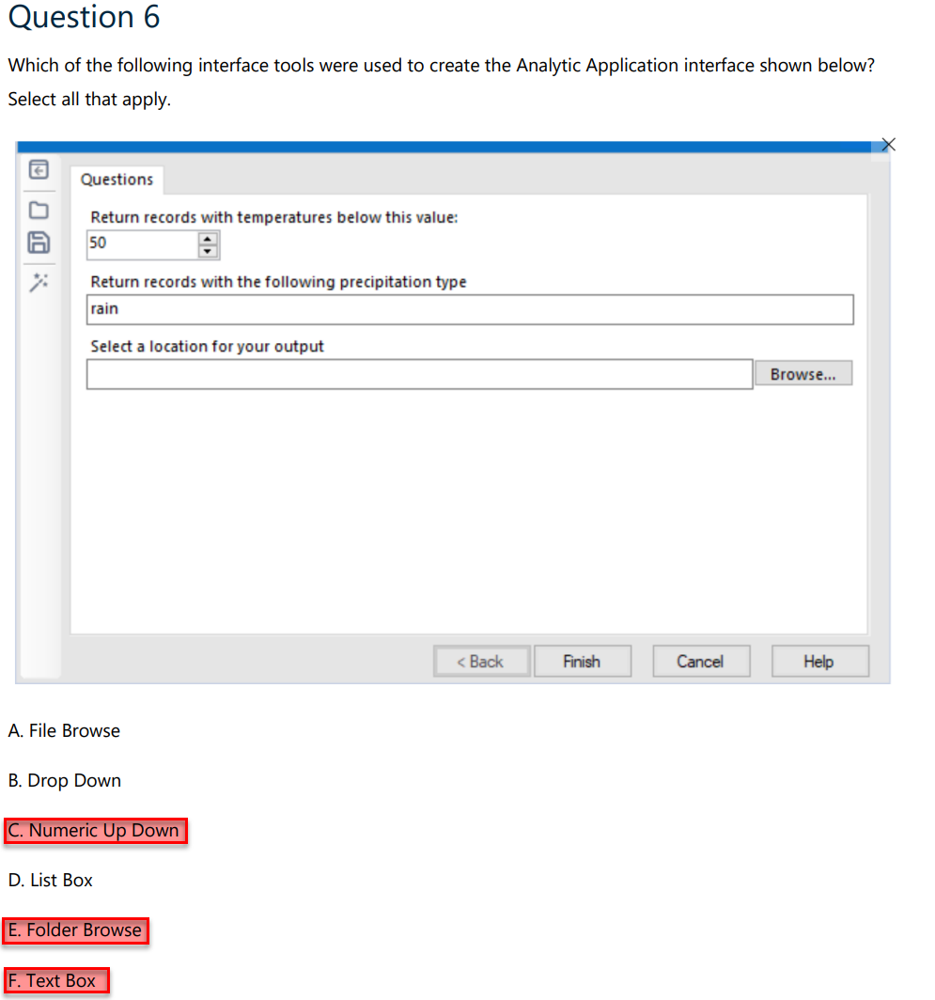 Question 6
Which of the following interface tools were used to create the Analytic Application interface shown below?
Select all that apply.
Questions
Return records with temperatures below this value:
50
Return records with the following precipitation type
rain
Select a location for your output
Browse...
< Back Finish Cancel Help
A. File Browse
B. Drop Down
C. Numeric Up Down
D. List Box
E. Folder Browse
F. Text Box